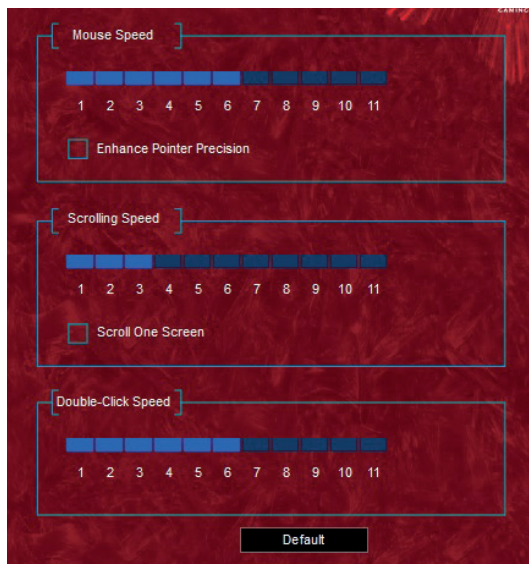 GAMING
Mouse Speed
1 2 3 4 5 6 7 8 9 10 11
Enhance Pointer Precision
Scrolling Speed
1 2 3 4 5 6 7 8 9 10 11
Scroll One Screen
Double-Click Speed
1 2 3 4 5 6 7 8 9 10 11
Default